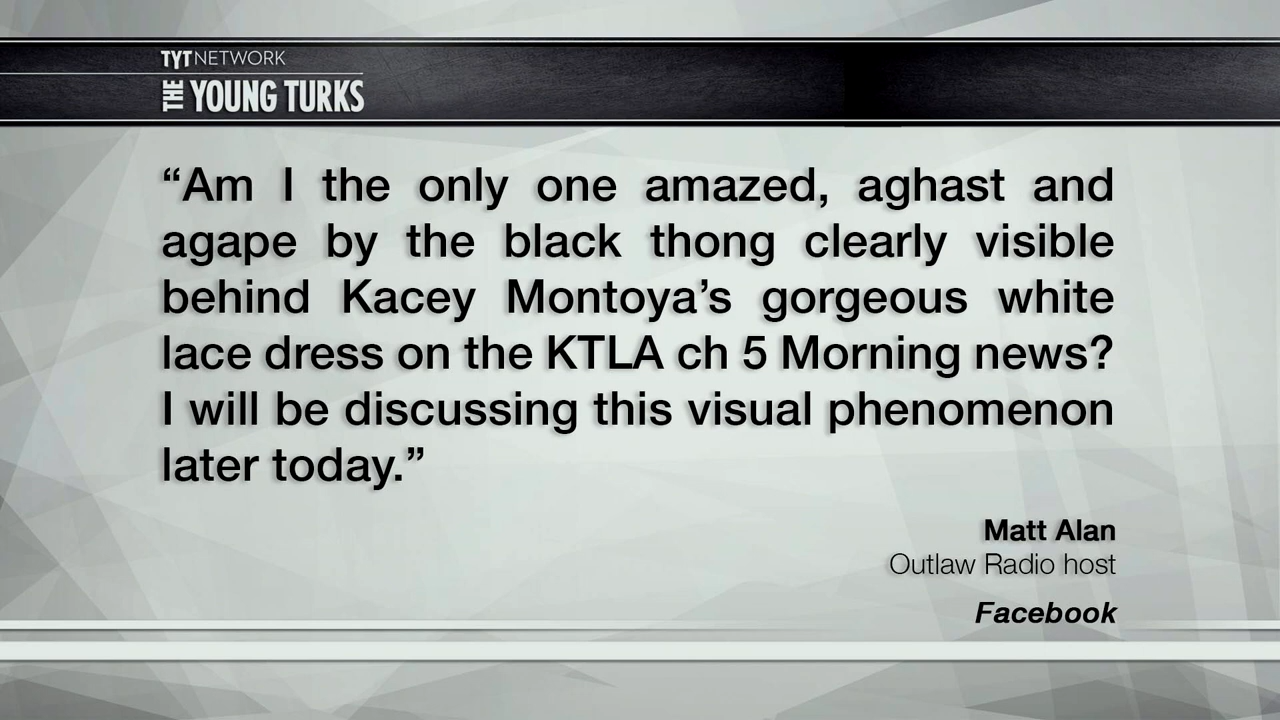 TYT NETWORK
THE YOUNG TURKS
“Am I the only one amazed, aghast and
agape by the black thong clearly visible
behind Kacey Montoya’s gorgeous white
lace dress on the KTLA ch 5 Morning news?
I will be discussing this visual phenomenon
later today.”
Matt Alan
Outlaw Radio host
Facebook